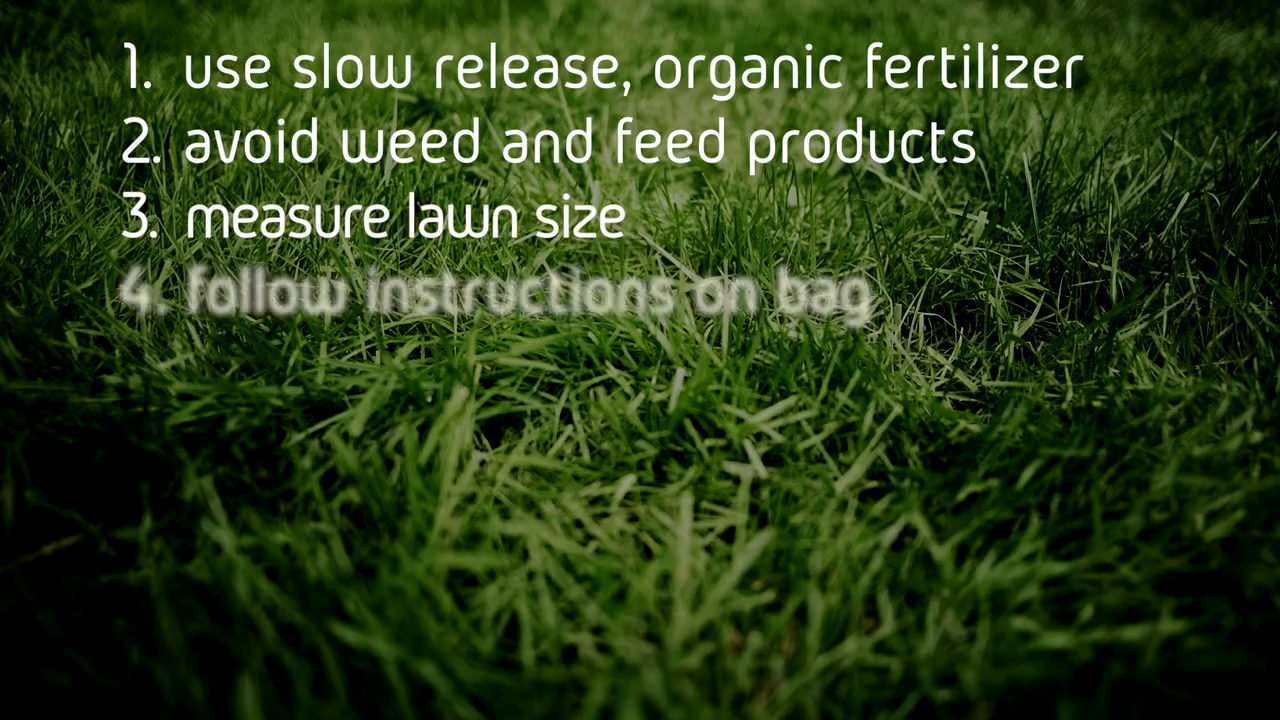 1. use slow release, organic fertilizer
2. avoid weed and feed products
3. measure lawn size
4. follow instructions on bag